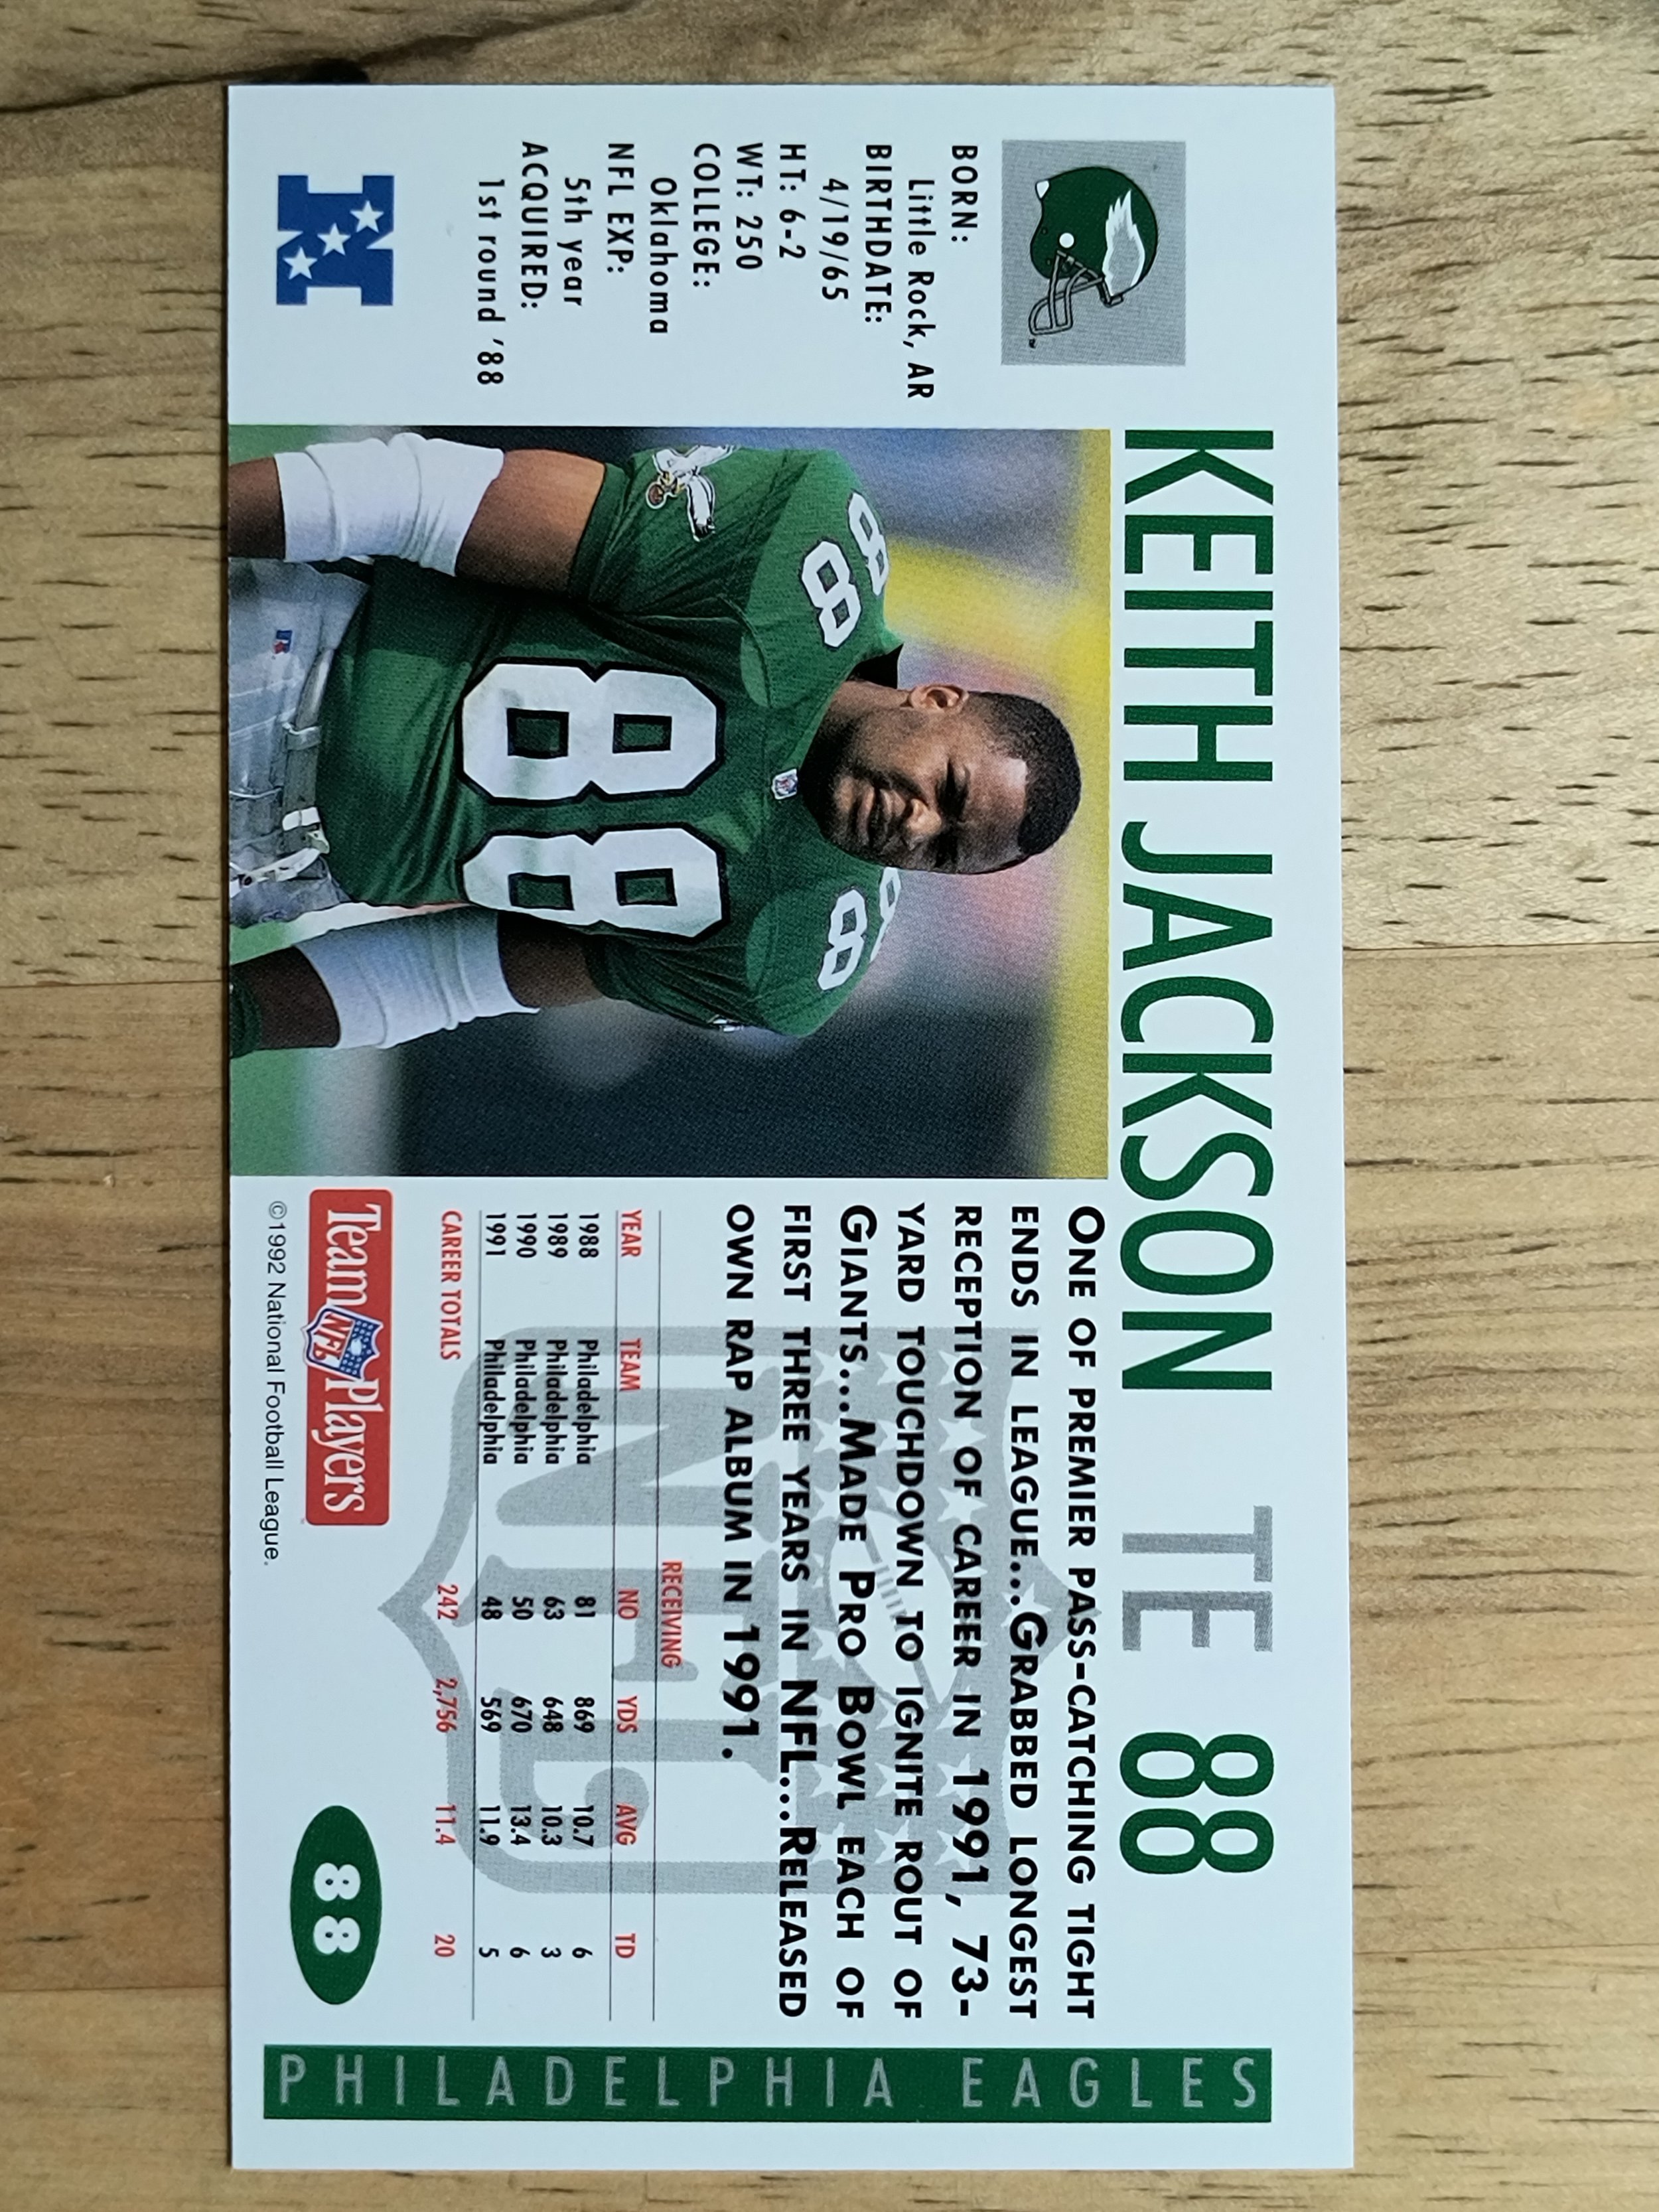 KEITH JACKSON TE 88
BORN:
Little Rock, AR
BIRTHDATE:
4/19/65
HT: 6-2
WT: 250
COLLEGE:
Oklahoma
NFL EXP:
5th year
ACQUIRED:
1st round '88
N
88
88
8
88
ONE OF PREMIER PASS-CATCHING TIGHT
ENDS IN LEAGUE...GRABBED LONGEST
RECEPTION OF CAREER IN 1991, 73-
YARD TOUCHDOWN TO IGNITE ROUT OF
GIANTS...MADE PRO BOWL EACH OF
FIRST THREE YEARS IN NFL...RELEASED
OWN RAP ALBUM IN 1991.
NFL
RECEIVING
YEAR TEAM NO YDS AVG TD
1988 Philadelphia 81 869 10.7 6
1989 Philadelphia 63 648 10.3 3
1990 Philadelphia 50 670 13.4 6
1991 Philadelphia 48 569 11.9 5
CAREER TOTALS 242 2,756 11.4 20
Team NFL Players
88
©1992 National Football League.
PHILADELPHIA EAGLES